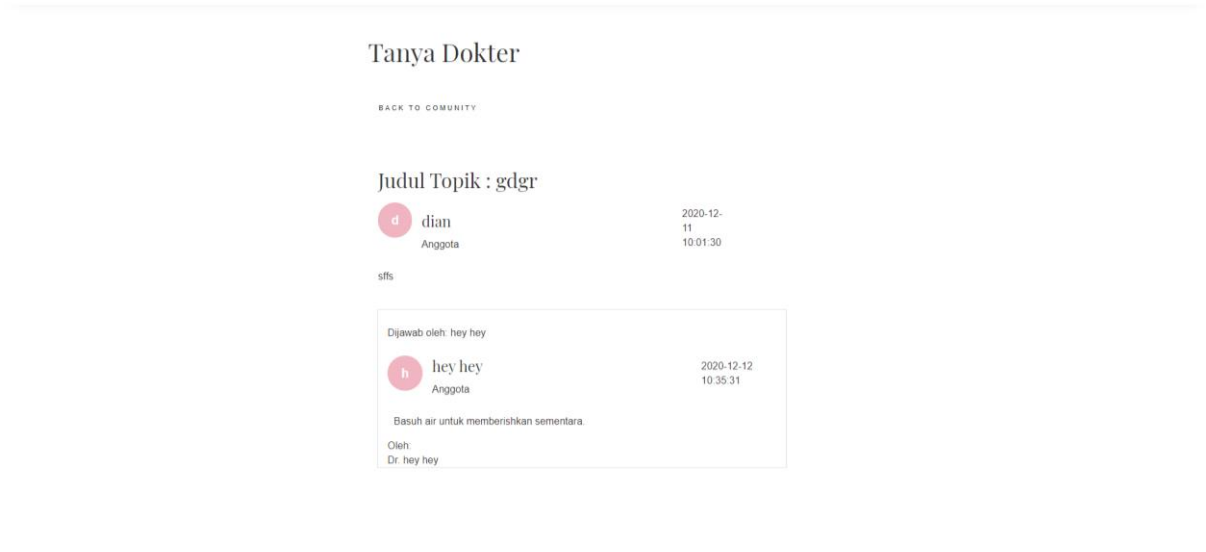 Tanya Dokter
BACK TO COMUNITY
Judul Topik : gdgr
d
dian
Anggota
2020-12-
11
10:01:30
sffs
Dijawab oleh: hey hey
h
hey hey
Anggota
2020-12-12
10:35:31
Basuh air untuk memberishkan sementara.
Oleh:
Dr. hey hey